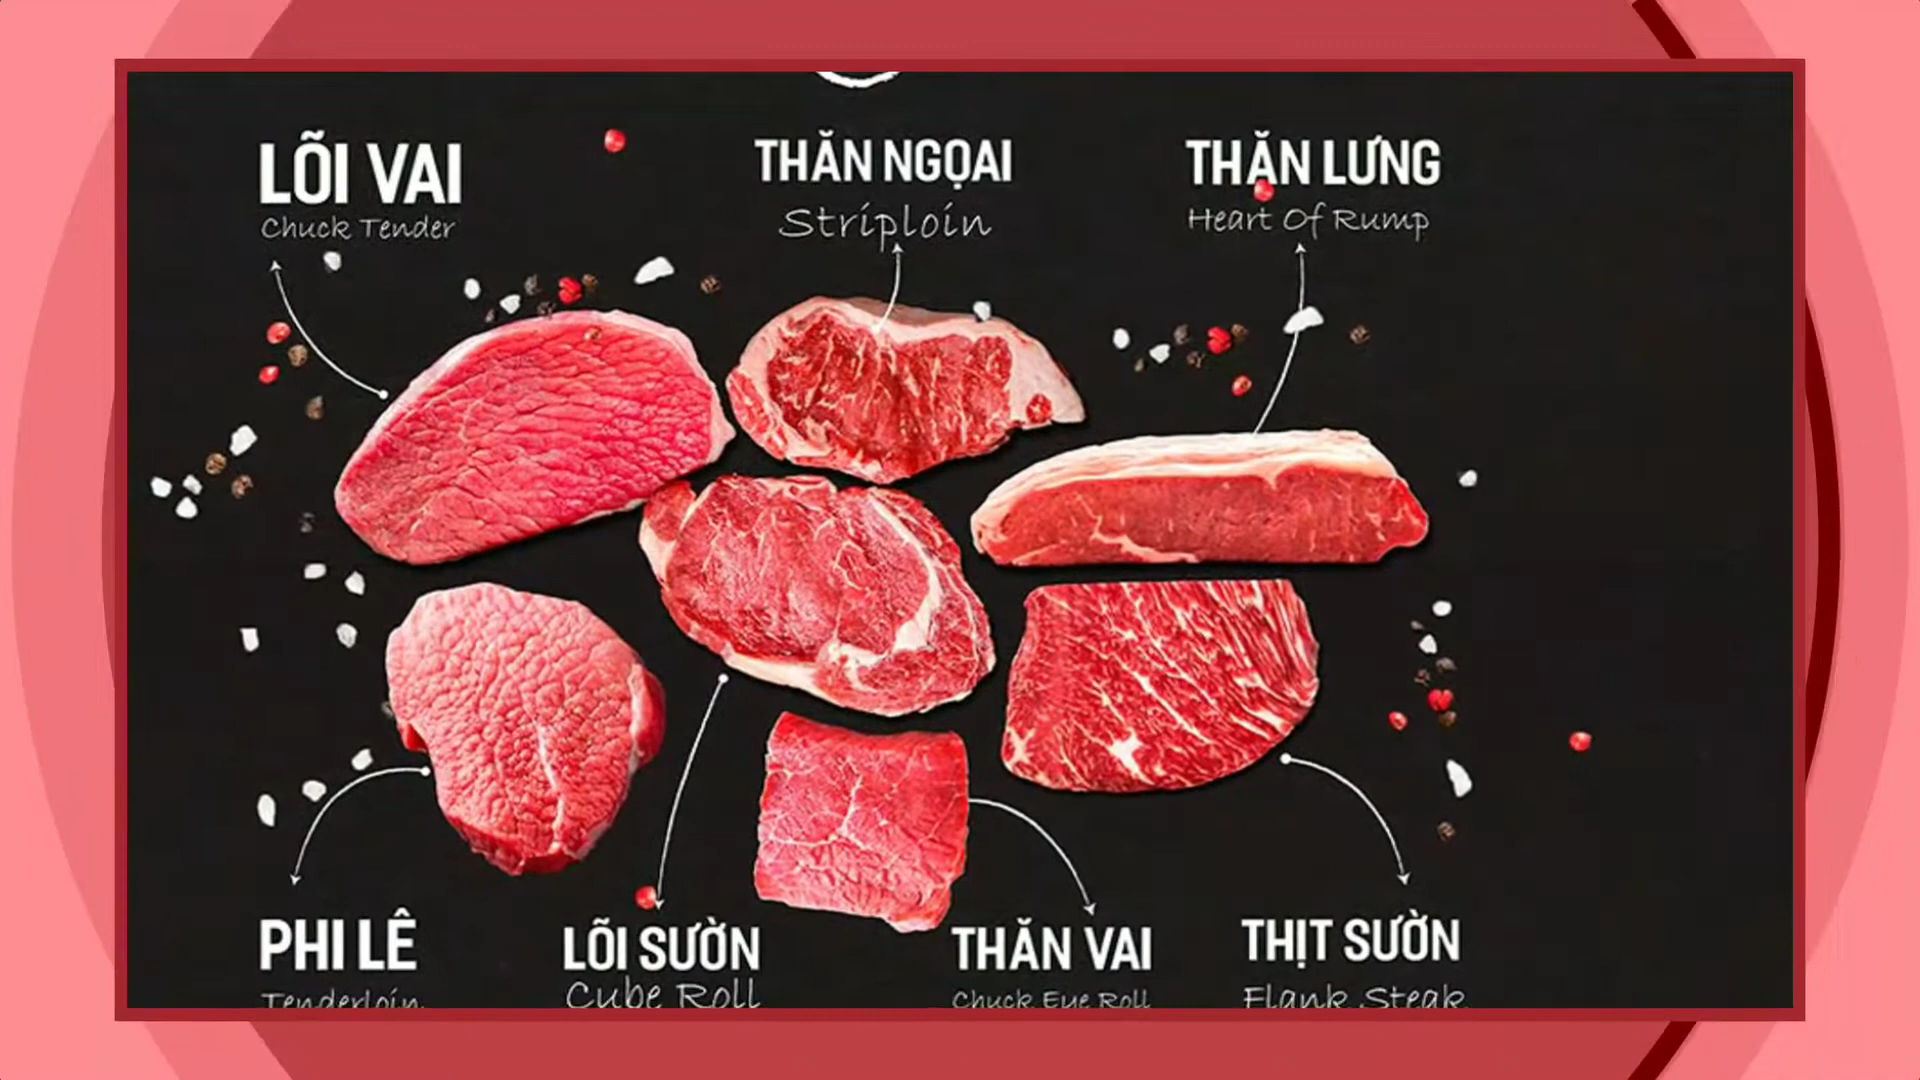 LÕI VAI
Chuck Tender
THĂN NGOẠI
Striploin
THĂN LƯNG
Heart Of Rump
PHI LÊ
Tenderloin
LÕI SƯỜN
Cube Roll
THĂN VAI
Chuck Eye Roll
THỊT SƯỜN
Flank Steak